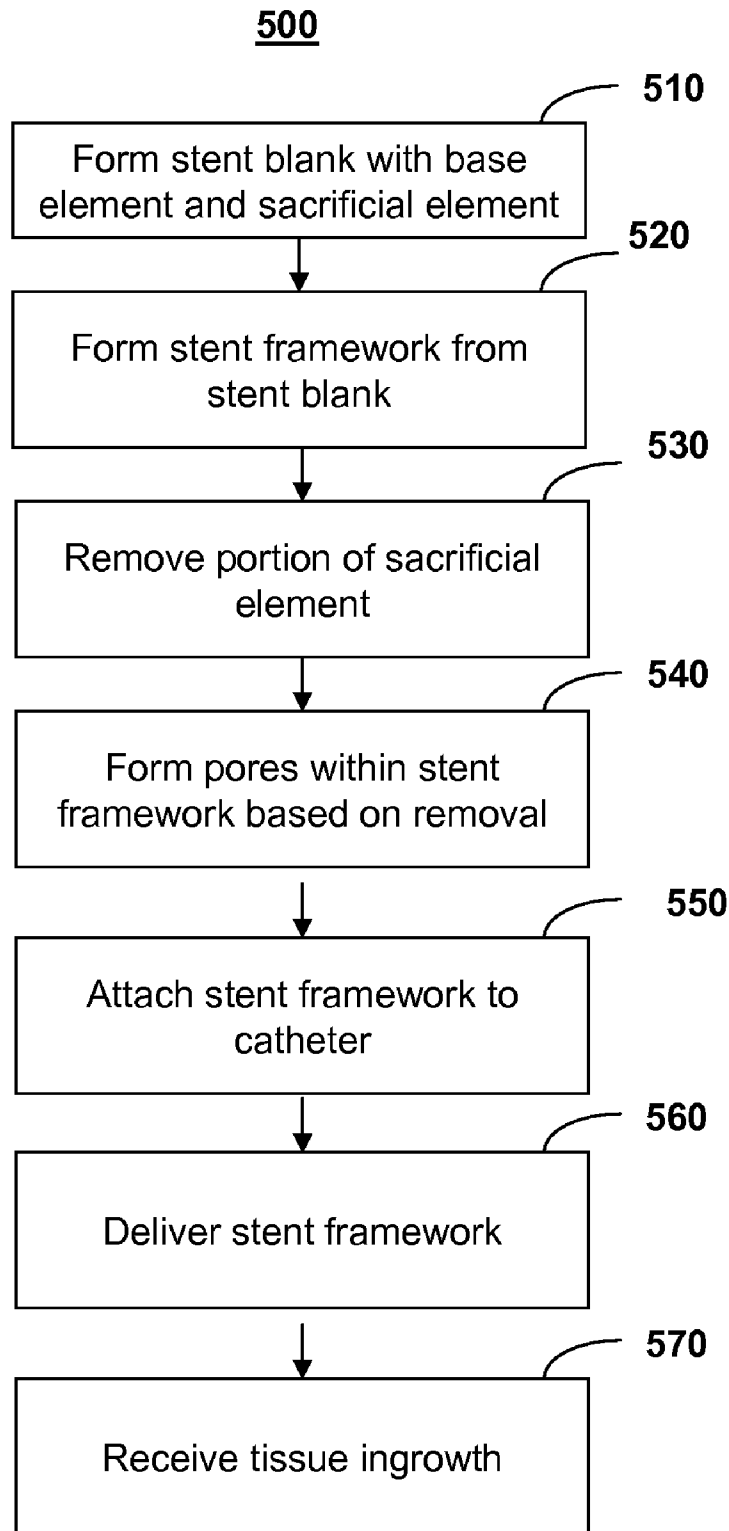 500
510
Form stent blank with base
element and sacrificial element
520
Form stent framework from
stent blank
530
Remove portion of sacrificial
element
540
Form pores within stent
framework based on removal
550
Attach stent framework to
catheter
560
Deliver stent framework
570
Receive tissue ingrowth